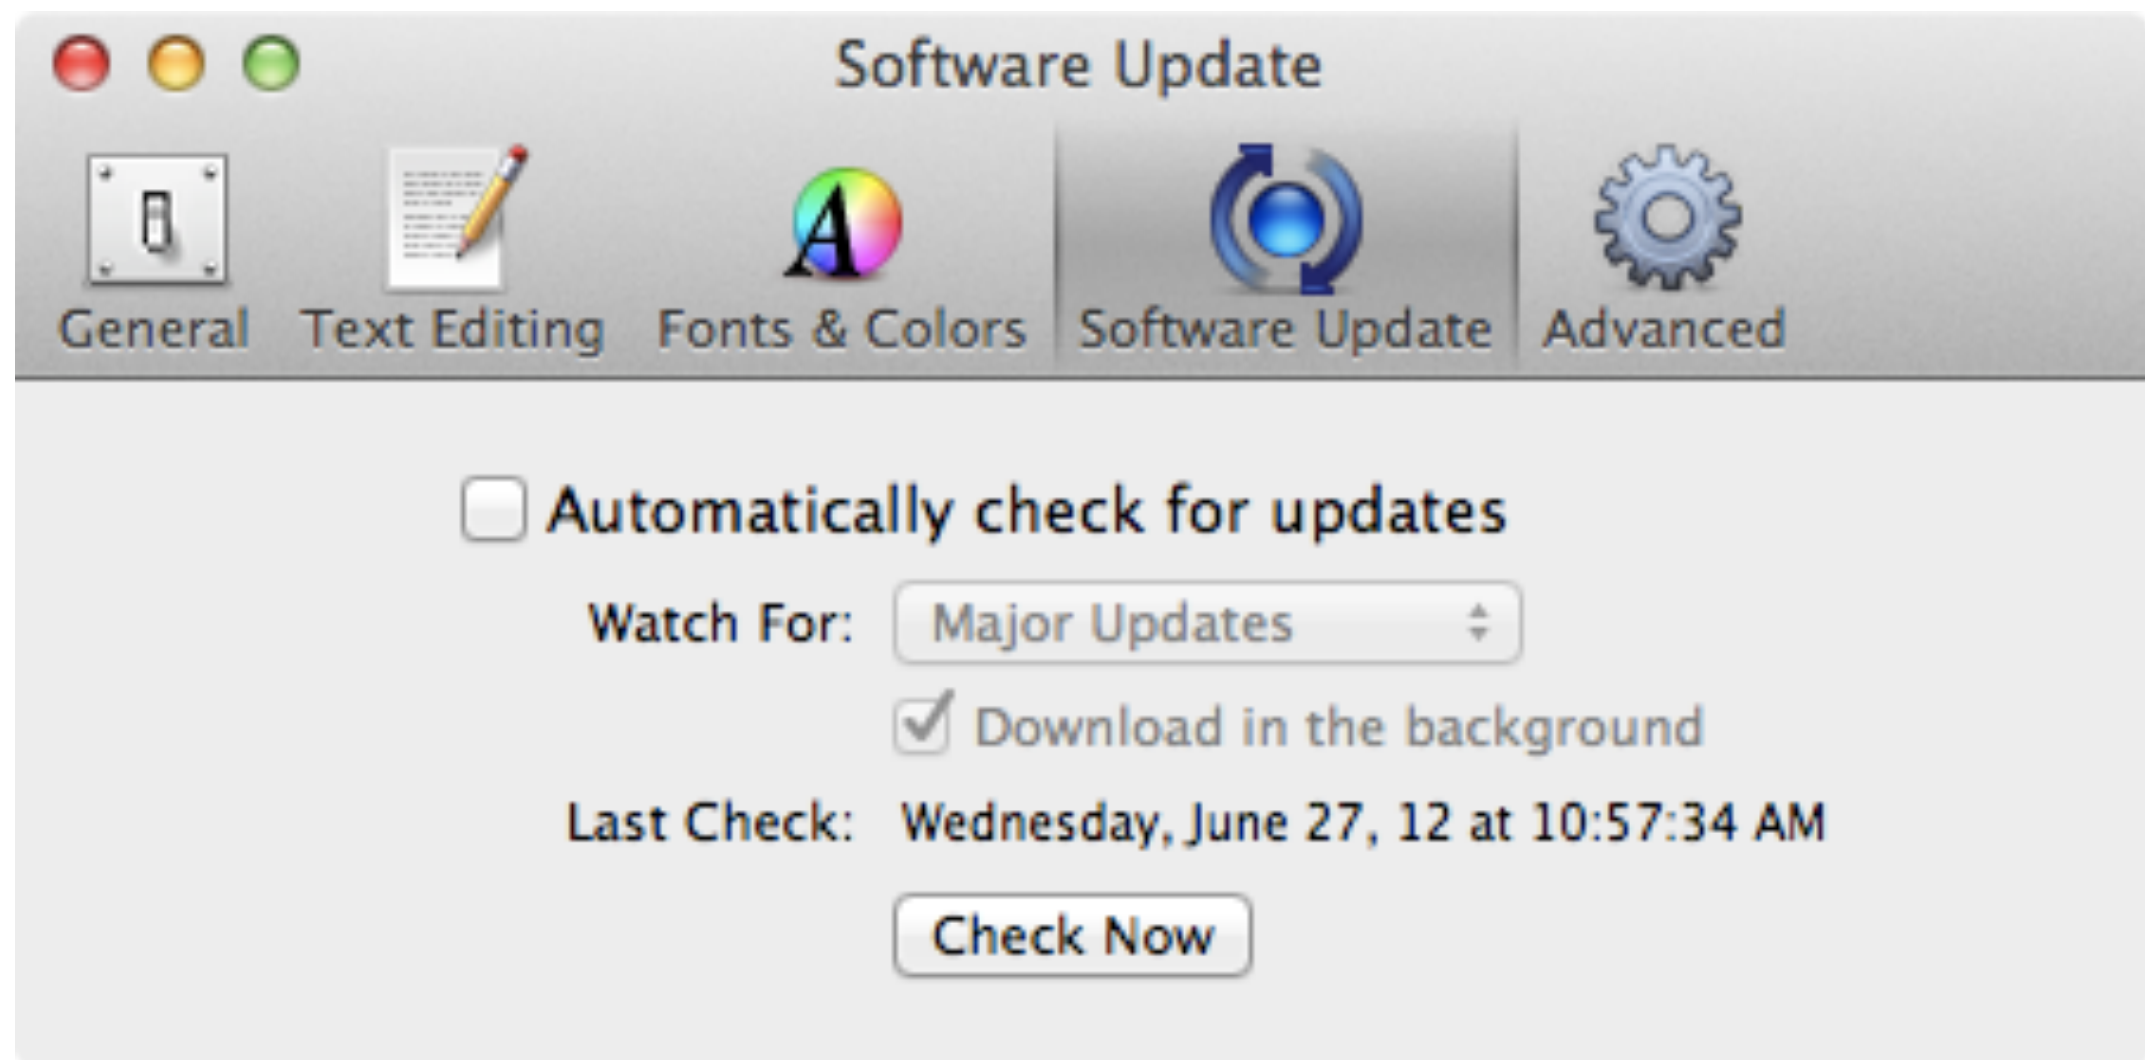 Software Update
General Text Editing Fonts & Colors Software Update Advanced
Automatically check for updates
Watch For: Major Updates
Download in the background
Last Check: Wednesday, June 27, 12 at 10:57:34 AM
Check Now